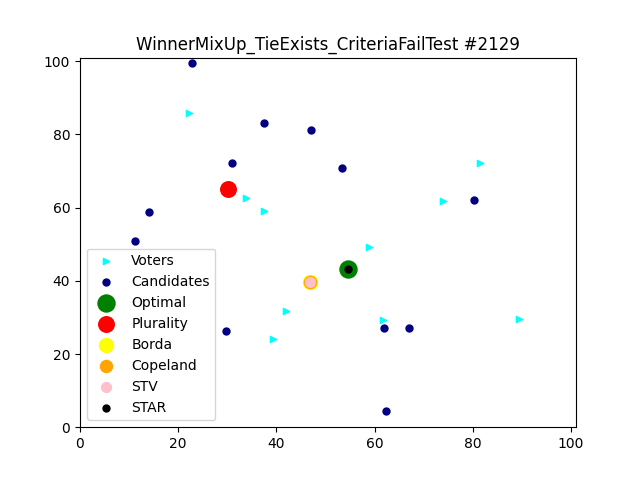 WinnerMixUp_TieExists_CriteriaFailTest #2129
100
80
60
40
20
0
Voters
Candidates
Optimal
Plurality
Borda
Copeland
STV
STAR
0 20 40 60 80 100